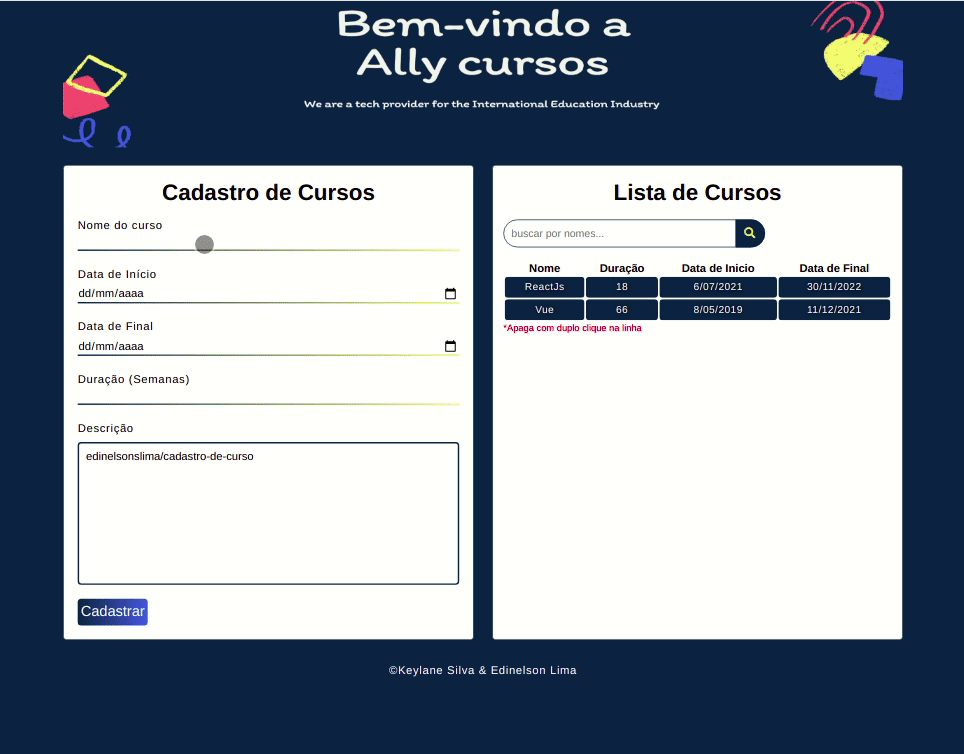 Bem-vindo a
Ally cursos
We are a tech provider for the International Education Industry
Cadastro de Cursos
Nome do curso
Data de Início
dd/mm/aaaa
Data de Final
dd/mm/aaaa
Duração (Semanas)
Descrição
edinelsonslima/cadastro-de-curso
Cadastrar
Lista de Cursos
buscar por nomes...
Nome Duração Data de Inicio Data de Final
ReactJs 18 6/07/2021 30/11/2022
Vue 66 8/05/2019 11/12/2021
*Apaga com duplo clique na linha
©Keylane Silva & Edinelson Lima